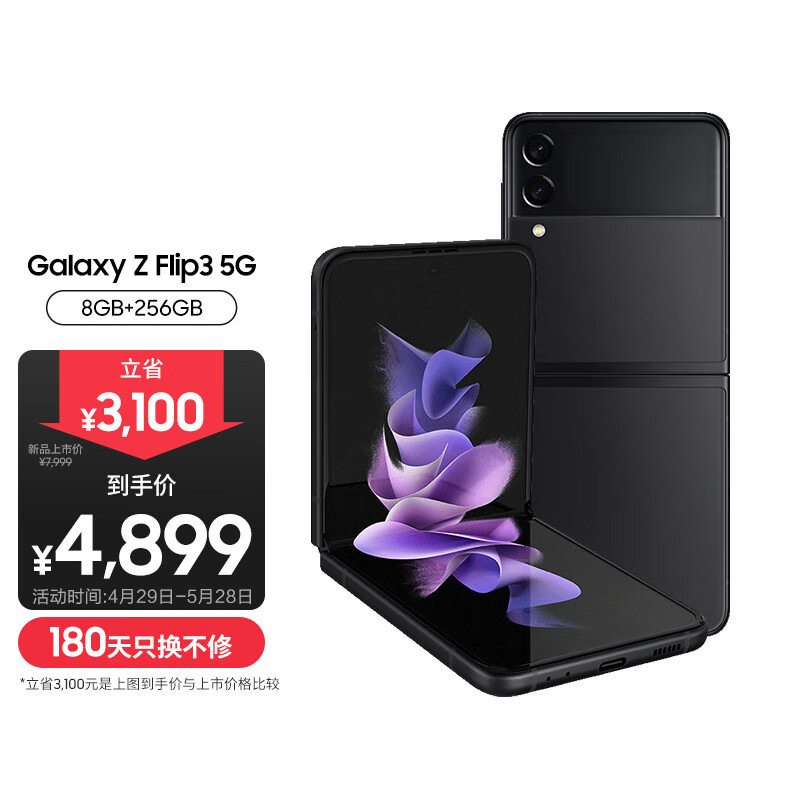 Galaxy Z Flip3 5G
8GB+256GB
立省
¥3,100
新品上市价
¥7,999
到手价
¥4,899
活动时间:4月29日-5月28日
180天只换不修
*立省3,100元是上图到手价与上市价格比较